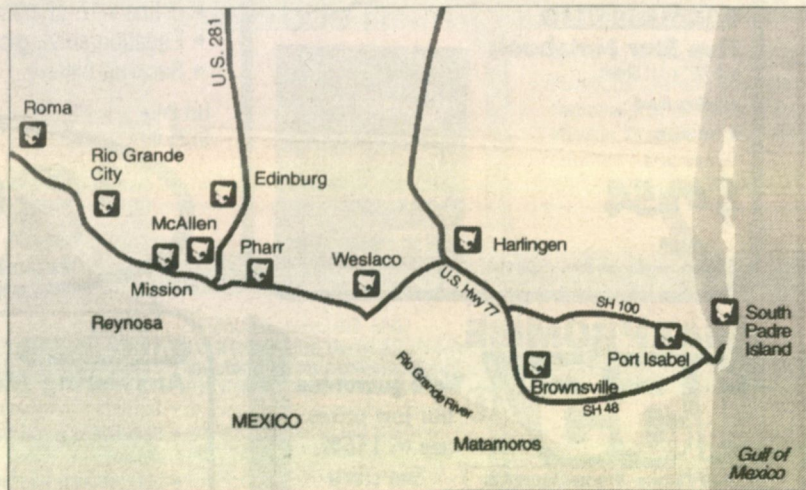 U.S. 281
Roma
Rio Grande
City
Edinburg
McAllen
Harlingen
Pharr
Weslaco
Mission
U.S. Hwy 77
Reynosa
SH 100
South
Padre
Island
Port Isabel
Rio Grande River
Brownsville
SH 48
MEXICO
Matamoros
Gulf of
Mexico